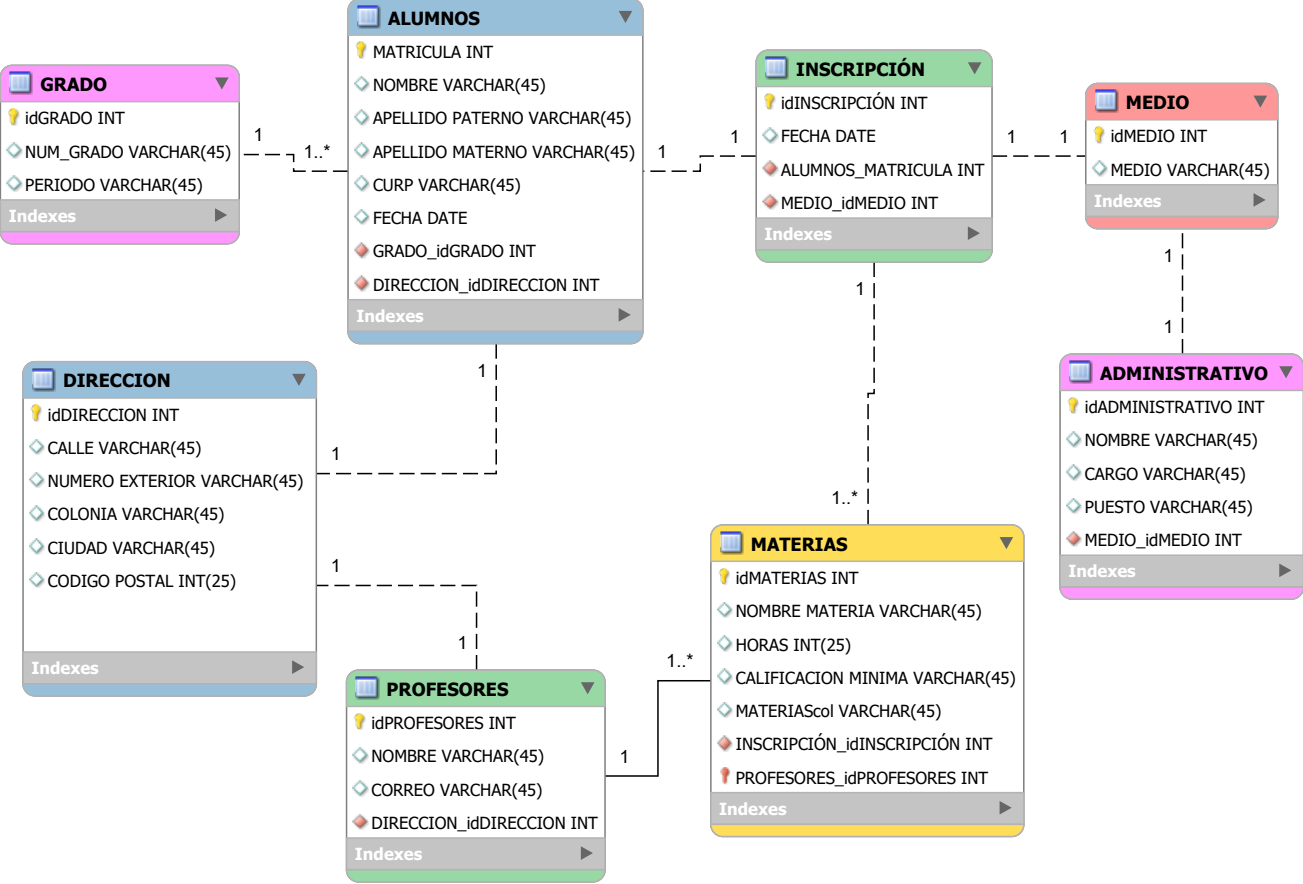 GRADO
idGRADO INT
NUM_GRADO VARCHAR(45)
PERIODO VARCHAR(45)
Indexes
1
1..*
ALUMNOS
MATRICULA INT
NOMBRE VARCHAR(45)
APELLIDO PATERNO VARCHAR(45)
APELLIDO MATERNO VARCHAR(45)
CURP VARCHAR(45)
FECHA DATE
GRADO_idGRADO INT
DIRECCION_idDIRECCION INT
Indexes
1
1
INSCRIPCIÓN
idINSCRIPCIÓN INT
FECHA DATE
ALUMNOS_MATRICULA INT
MEDIO_idMEDIO INT
Indexes
1
1
MEDIO
idMEDIO INT
MEDIO VARCHAR(45)
Indexes
1
1
ADMINISTRATIVO
idADMINISTRATIVO INT
NOMBRE VARCHAR(45)
CARGO VARCHAR(45)
PUESTO VARCHAR(45)
MEDIO_idMEDIO INT
Indexes
1
1
DIRECCION
idDIRECCION INT
CALLE VARCHAR(45)
NUMERO EXTERIOR VARCHAR(45)
COLONIA VARCHAR(45)
CIUDAD VARCHAR(45)
CODIGO POSTAL INT(25)
Indexes
1
1
PROFESORES
idPROFESORES INT
NOMBRE VARCHAR(45)
CORREO VARCHAR(45)
DIRECCION_idDIRECCION INT
Indexes
1
1..*
1
1..*
MATERIAS
idMATERIAS INT
NOMBRE MATERIA VARCHAR(45)
HORAS INT(25)
CALIFICACION MINIMA VARCHAR(45)
MATERIAScol VARCHAR(45)
INSCRIPCIÓN_idINSCRIPCIÓN INT
PROFESORES_idPROFESORES INT
Indexes